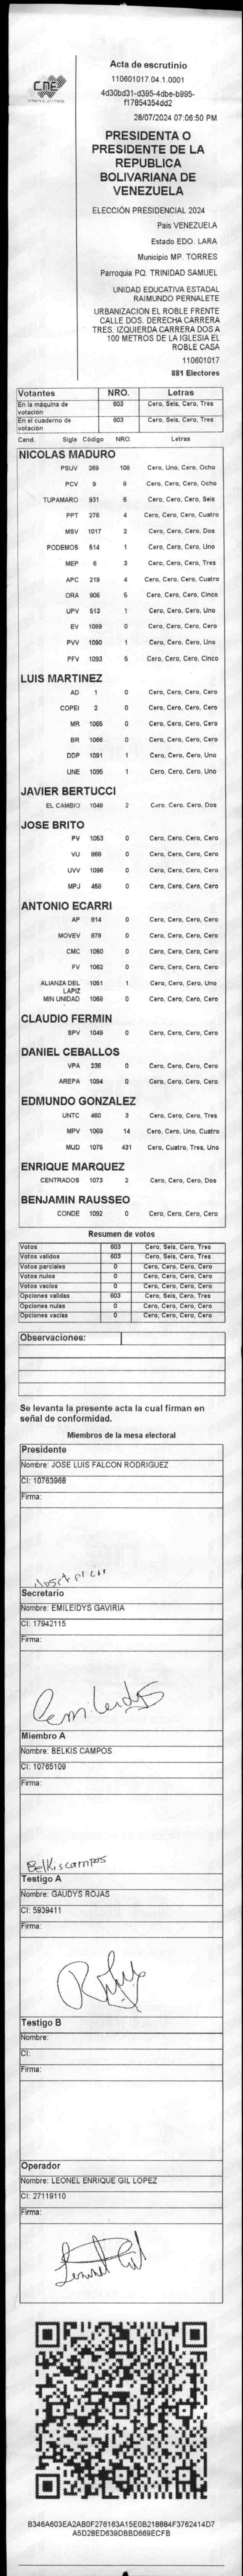 CNE
Acta de escrutinio
110601017.04.1.0001
4d30bd31-d395-4dbe-b995-
f17854354dd2
28/07/2024 07:06:50 PM
PRESIDENTA O
PRESIDENTE DE LA
REPUBLICA
BOLIVARIANA DE
VENEZUELA
ELECCIÓN PRESIDENCIAL 2024
Pais VENEZUELA
Estado EDO. LARA
Municipio MP. TORRES
Parroquia PQ. TRINIDAD SAMUEL
UNIDAD EDUCATIVA ESTADAL
RAIMUNDO PERNALETE
URBANIZACION EL ROBLE FRENTE
CALLE DOS. DERECHA CARRERA
TRES. IZQUIERDA CARRERA DOS A
100 METROS DE LA IGLESIA EL
ROBLE CASA
110601017
881 Electores
Votantes NRO. Letras
En la máquina de votación 603 Cero, Seis, Cero, Tres
En el cuaderno de votación 603 Cero, Seis, Cero, Tres
Cand. Sigla Código NRO. Letras
NICOLAS MADURO
PSUV 269 108 Cero, Uno, Cero, Ocho
PCV 9 8 Cero, Cero, Cero, Ocho
TUPAMARO 931 6 Cero, Cero, Cero, Seis
PPT 276 4 Cero, Cero, Cero, Cuatro
MSV 1017 2 Cero, Cero, Cero, Dos
PODEMOS 514 1 Cero, Cero, Cero, Uno
MEP 6 3 Cero, Cero, Cero, Tres
APC 219 4 Cero, Cero, Cero, Cuatro
ORA 906 5 Cero, Cero, Cero, Cinco
UPV 513 1 Cero, Cero, Cero, Uno
EV 1089 0 Cero, Cero, Cero, Cero
PVV 1090 1 Cero, Cero, Cero, Uno
PFV 1093 5 Cero, Cero, Cero, Cinco
LUIS MARTINEZ
AD 1 0 Cero, Cero, Cero, Cero
COPEI 2 0 Cero, Cero, Cero, Cero
MR 1065 0 Cero, Cero, Cero, Cero
BR 1066 0 Cero, Cero, Cero, Cero
DDP 1091 1 Cero, Cero, Cero, Uno
UNE 1095 1 Cero, Cero, Cero, Uno
JAVIER BERTUCCI
EL CAMBIO 1048 2 Cero, Cero, Cero, Dos
JOSE BRITO
PV 1053 0 Cero, Cero, Cero, Cero
VU 868 0 Cero, Cero, Cero, Cero
UVV 1096 0 Cero, Cero, Cero, Cero
MPJ 459 0 Cero, Cero, Cero, Cero
ANTONIO ECARRI
AP 814 0 Cero, Cero, Cero, Cero
MOVEV 978 0 Cero, Cero, Cero, Cero
CMC 1050 0 Cero, Cero, Cero, Cero
FV 1062 0 Cero, Cero, Cero, Cero
ALIANZA DEL LAPIZ 1051 1 Cero, Cero, Cero, Uno
MIN UNIDAD 1068 0 Cero, Cero, Cero, Cero
CLAUDIO FERMIN
SPV 1049 0 Cero, Cero, Cero, Cero
DANIEL CEBALLOS
VPA 236 0 Cero, Cero, Cero, Cero
AREPA 1094 0 Cero, Cero, Cero, Cero
EDMUNDO GONZALEZ
UNTC 460 3 Cero, Cero, Cero, Tres
MPV 1069 14 Cero, Cero, Uno, Cuatro
MUD 1075 431 Cero, Cuatro, Tres, Uno
ENRIQUE MARQUEZ
CENTRADOS 1073 2 Cero, Cero, Cero, Dos
BENJAMIN RAUSSEO
CONDE 1092 0 Cero, Cero, Cero, Cero
Resumen de votos
Votos 603 Cero, Seis, Cero, Tres
Votos validos 603 Cero, Seis, Cero, Tres
Votos parciales 0 Cero, Cero, Cero, Cero
Votos nulos 0 Cero, Cero, Cero, Cero
Votos vacios 0 Cero, Cero, Cero, Cero
Opciones validas 603 Cero, Seis, Cero, Tres
Opciones nulas 0 Cero, Cero, Cero, Cero
Opciones vacias 0 Cero, Cero, Cero, Cero
Observaciones:
Se levanta la presente acta la cual firman en
señal de conformidad.
Miembros de la mesa electoral
Presidente
Nombre: JOSE LUIS FALCON RODRIGUEZ
CI: 10763968
Firma:
Secretario
Nombre: EMILEIDYS GAVIRIA
CI: 17942115
Firma:
Emileidys
Miembro A
Nombre: BELKIS CAMPOS
CI: 10765109
Firma:
Belkis campos
Testigo A
Nombre: GAUDYS ROJAS
CI: 5939411
Firma:
Testigo B
Nombre:
CI:
Firma:
Operador
Nombre: LEONEL ENRIQUE GIL LOPEZ
CI: 27119110
Firma:
Leonel Gil
B346A603EA2AB0F276163A15E0B218B84F3762414D7
A5D28ED639DBBD669ECFB